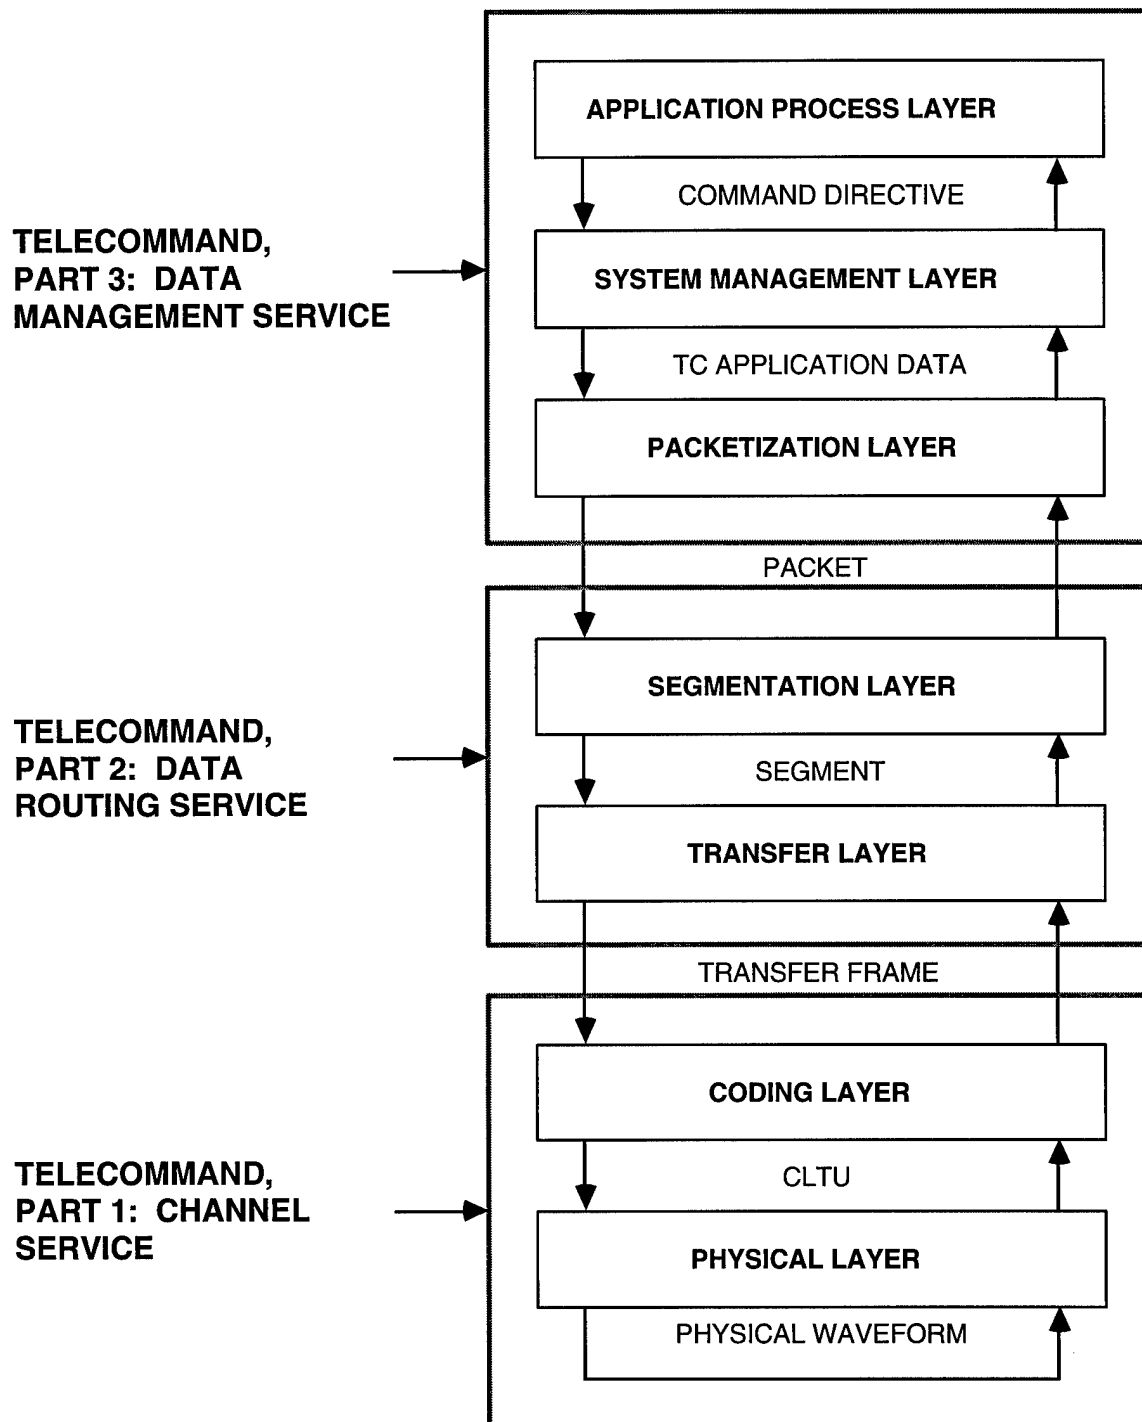 APPLICATION PROCESS LAYER
COMMAND DIRECTIVE
TELECOMMAND,
PART 3: DATA
MANAGEMENT SERVICE
SYSTEM MANAGEMENT LAYER
TC APPLICATION DATA
PACKETIZATION LAYER
PACKET
SEGMENTATION LAYER
TELECOMMAND,
PART 2: DATA
ROUTING SERVICE
SEGMENT
TRANSFER LAYER
TRANSFER FRAME
CODING LAYER
TELECOMMAND,
PART 1: CHANNEL
SERVICE
CLTU
PHYSICAL LAYER
PHYSICAL WAVEFORM